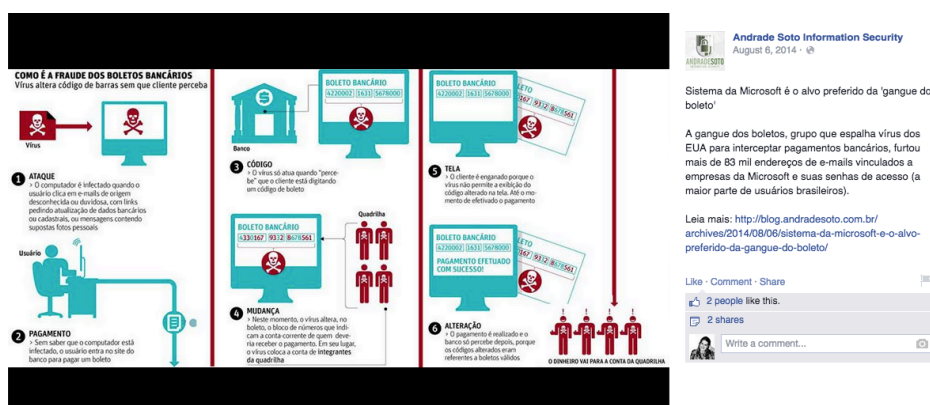 COMO É A FRAUDE DOS BOLETOS BANCÁRIOS
Vírus altera código de barras sem que cliente perceba
Vírus
1 ATAQUE
> O computador é infectado quando o
usuário clica em e-mails de origem
desconhecida ou duvidosa, com links
pedindo atualização de dados bancários
ou cadastrais, ou mensagens contendo
supostas fotos pessoais
Usuário
2 PAGAMENTO
> Sem saber que o computador está
infectado, o usuário entra no site do
banco para pagar um boleto
Banco
BOLETO BANCÁRIO
4220002 1631 5678000
3 CÓDIGO
> O vírus só atua quando "perce-
be" que o cliente está digitando
um código de boleto
Quadrilha
BOLETO BANCÁRIO
4330167 9332 8678561
4 MUDANÇA
> Neste momento, o vírus altera, no
boleto, o bloco de números que indi-
cam a conta-corrente de quem deve-
ria receber o pagamento. Em seu lugar,
o vírus coloca a conta de integrantes
da quadrilha
BOLETO BANCÁRIO
4220002 1631 5678000
LETO
167 9332 8678561
5 TELA
> O cliente é enganado porque o
vírus não permite a exibição do
código alterado na tela. Até o mo-
mento de efetivado o pagamento
BOLETO BANCÁRIO
4220002 1631 5678000
PAGAMENTO EFETUADO
COM SUCESSO!
LETO
167 9332 8678561
6 ALTERAÇÃO
> O pagamento é realizado e o
banco só percebe depois, porque
os códigos alterados eram
referentes a boletos válidos
O DINHEIRO VAI PARA A CONTA DA QUADRILHA
ANDRADESOTO
Andrade Soto Information Security
August 6, 2014 ·
Sistema da Microsoft é o alvo preferido da 'gangue do
boleto'
A gangue dos boletos, grupo que espalha vírus dos
EUA para interceptar pagamentos bancários, furtou
mais de 83 mil endereços de e-mails vinculados a
empresas da Microsoft e suas senhas de acesso (a
maior parte de usuários brasileiros).
Leia mais: http://blog.andradesoto.com.br/
archives/2014/08/06/sistema-da-microsoft-e-o-alvo-
preferido-da-gangue-do-boleto/
Like · Comment · Share
2 people like this.
2 shares
Write a comment...